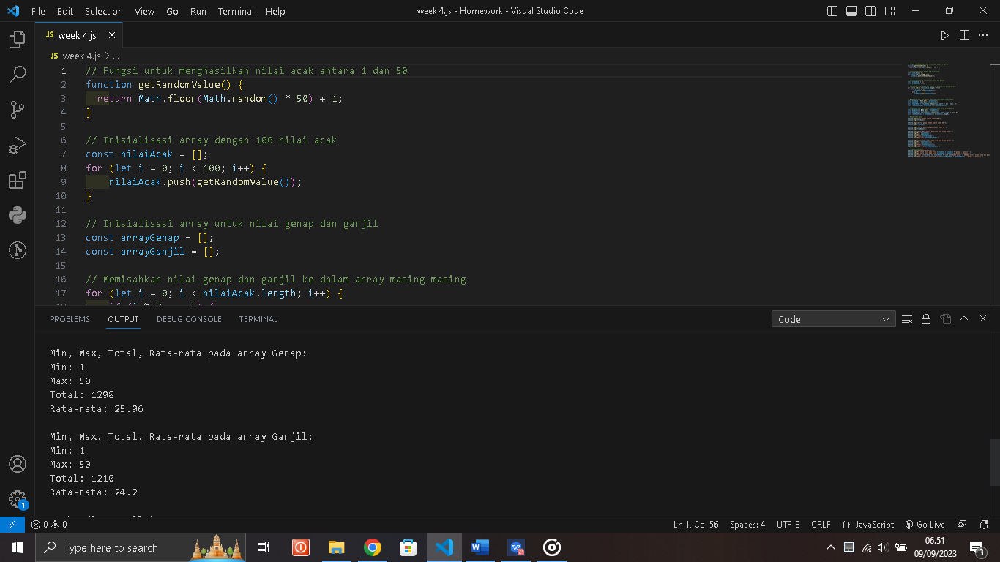 File Edit Selection View Go Run Terminal Help week 4.js - Homework - Visual Studio Code
JS week 4.js
JS week 4.js > ...
1 // Fungsi untuk menghasilkan nilai acak antara 1 dan 50
2 function getRandomValue() {
3 return Math.floor(Math.random() * 50) + 1;
4 }
5
6 // Inisialisasi array dengan 100 nilai acak
7 const nilaiAcak = [];
8 for (let i = 0; i < 100; i++) {
9 nilaiAcak.push(getRandomValue());
10 }
11
12 // Inisialisasi array untuk nilai genap dan ganjil
13 const arrayGenap = [];
14 const arrayGanjil = [];
15
16 // Memisahkan nilai genap dan ganjil ke dalam array masing-masing
17 for (let i = 0; i < nilaiAcak.length; i++) {
PROBLEMS OUTPUT DEBUG CONSOLE TERMINAL Code
Min, Max, Total, Rata-rata pada array Genap:
Min: 1
Max: 50
Total: 1298
Rata-rata: 25.96
Min, Max, Total, Rata-rata pada array Ganjil:
Min: 1
Max: 50
Total: 1210
Rata-rata: 24.2
1
0 0 Ln 1, Col 56 Spaces: 4 UTF-8 CRLF {} JavaScript Go Live
Type here to search
06.51
09/09/2023
3